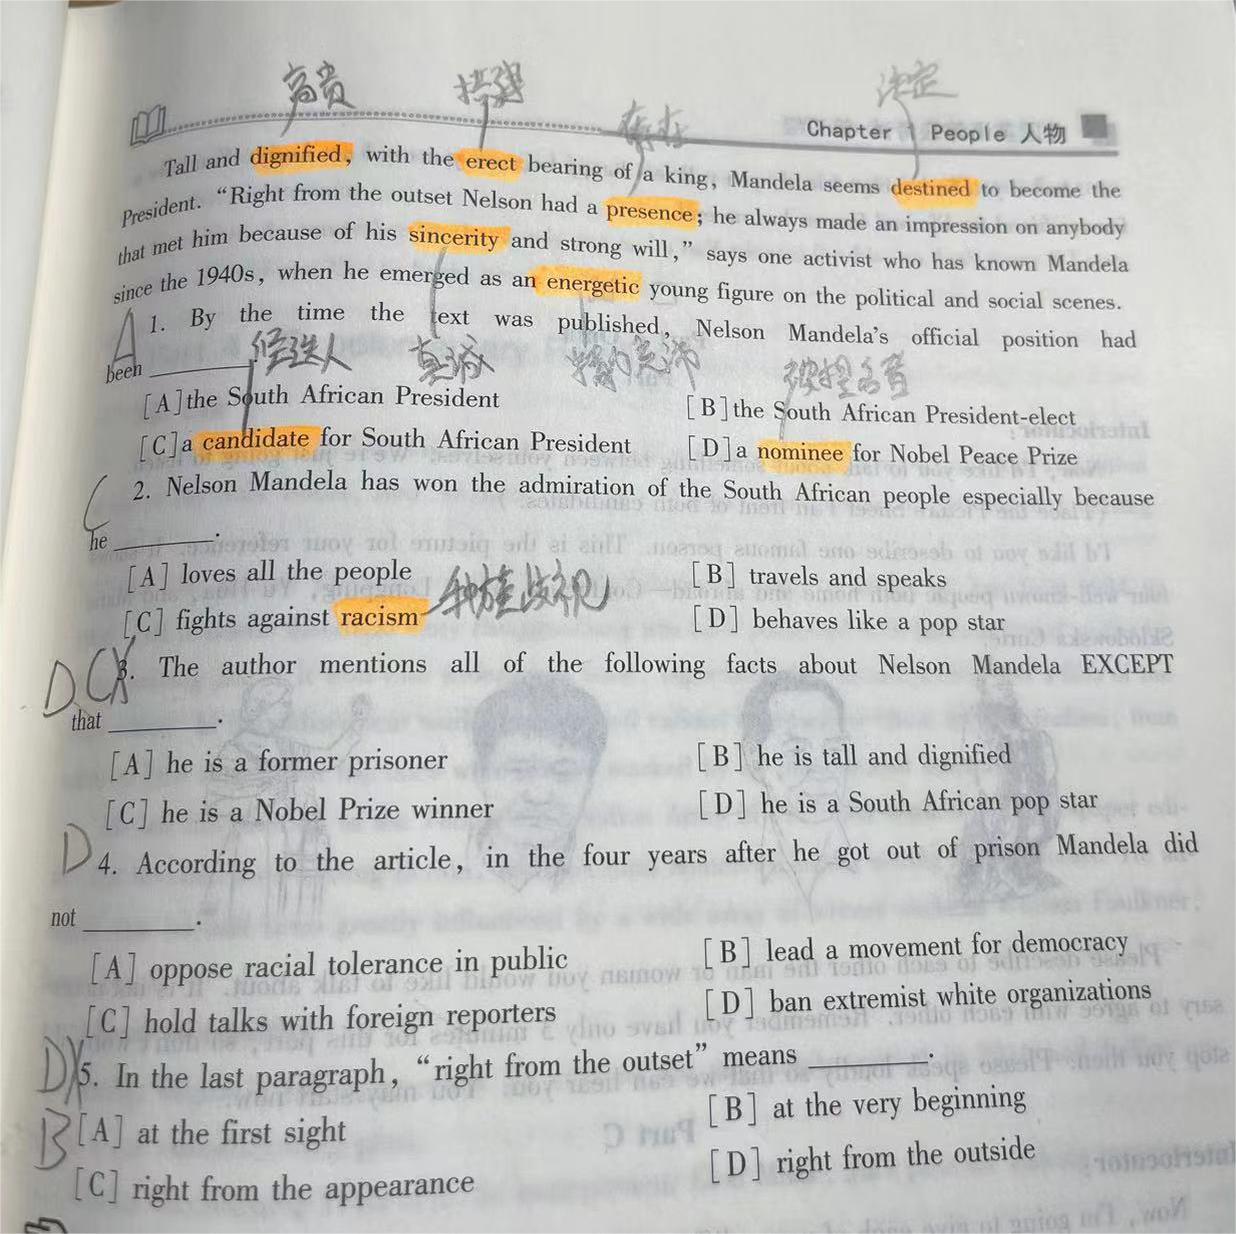 高贵
挺
决定
存在
Chapter 1 People 人物
Tall and dignified, with the erect bearing of a king, Mandela seems destined to become the
President. “Right from the outset Nelson had a presence; he always made an impression on anybody
that met him because of his sincerity and strong will,” says one activist who has known Mandela
since the 1940s, when he emerged as an energetic young figure on the political and social scenes.
A 1. By the time the text was published, Nelson Mandela’s official position had
been ________
候选人 真诚 被提名者
[A]the South African President [B]the South African President-elect
[C]a candidate for South African President [D]a nominee for Nobel Peace Prize
C 2. Nelson Mandela has won the admiration of the South African people especially because
he ________.
[A] loves all the people [B] travels and speaks
[C] fights against racism 种族歧视 [D] behaves like a pop star
D C 3. The author mentions all of the following facts about Nelson Mandela EXCEPT
that ________.
[A] he is a former prisoner [B] he is tall and dignified
[C] he is a Nobel Prize winner [D] he is a South African pop star
D 4. According to the article, in the four years after he got out of prison Mandela did
not ________.
[A] oppose racial tolerance in public [B] lead a movement for democracy
[C] hold talks with foreign reporters [D] ban extremist white organizations
D 5. In the last paragraph, “right from the outset” means ________.
B [A] at the first sight [B] at the very beginning
[C] right from the appearance [D] right from the outside